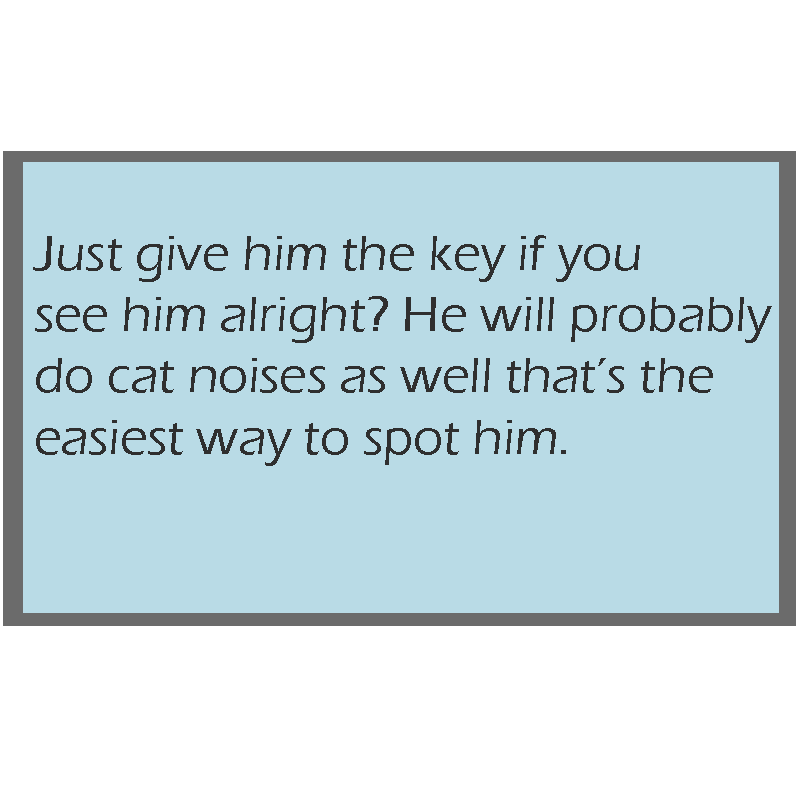 Just give him the key if you
see him alright? He will probably
do cat noises as well that's the
easiest way to spot him.